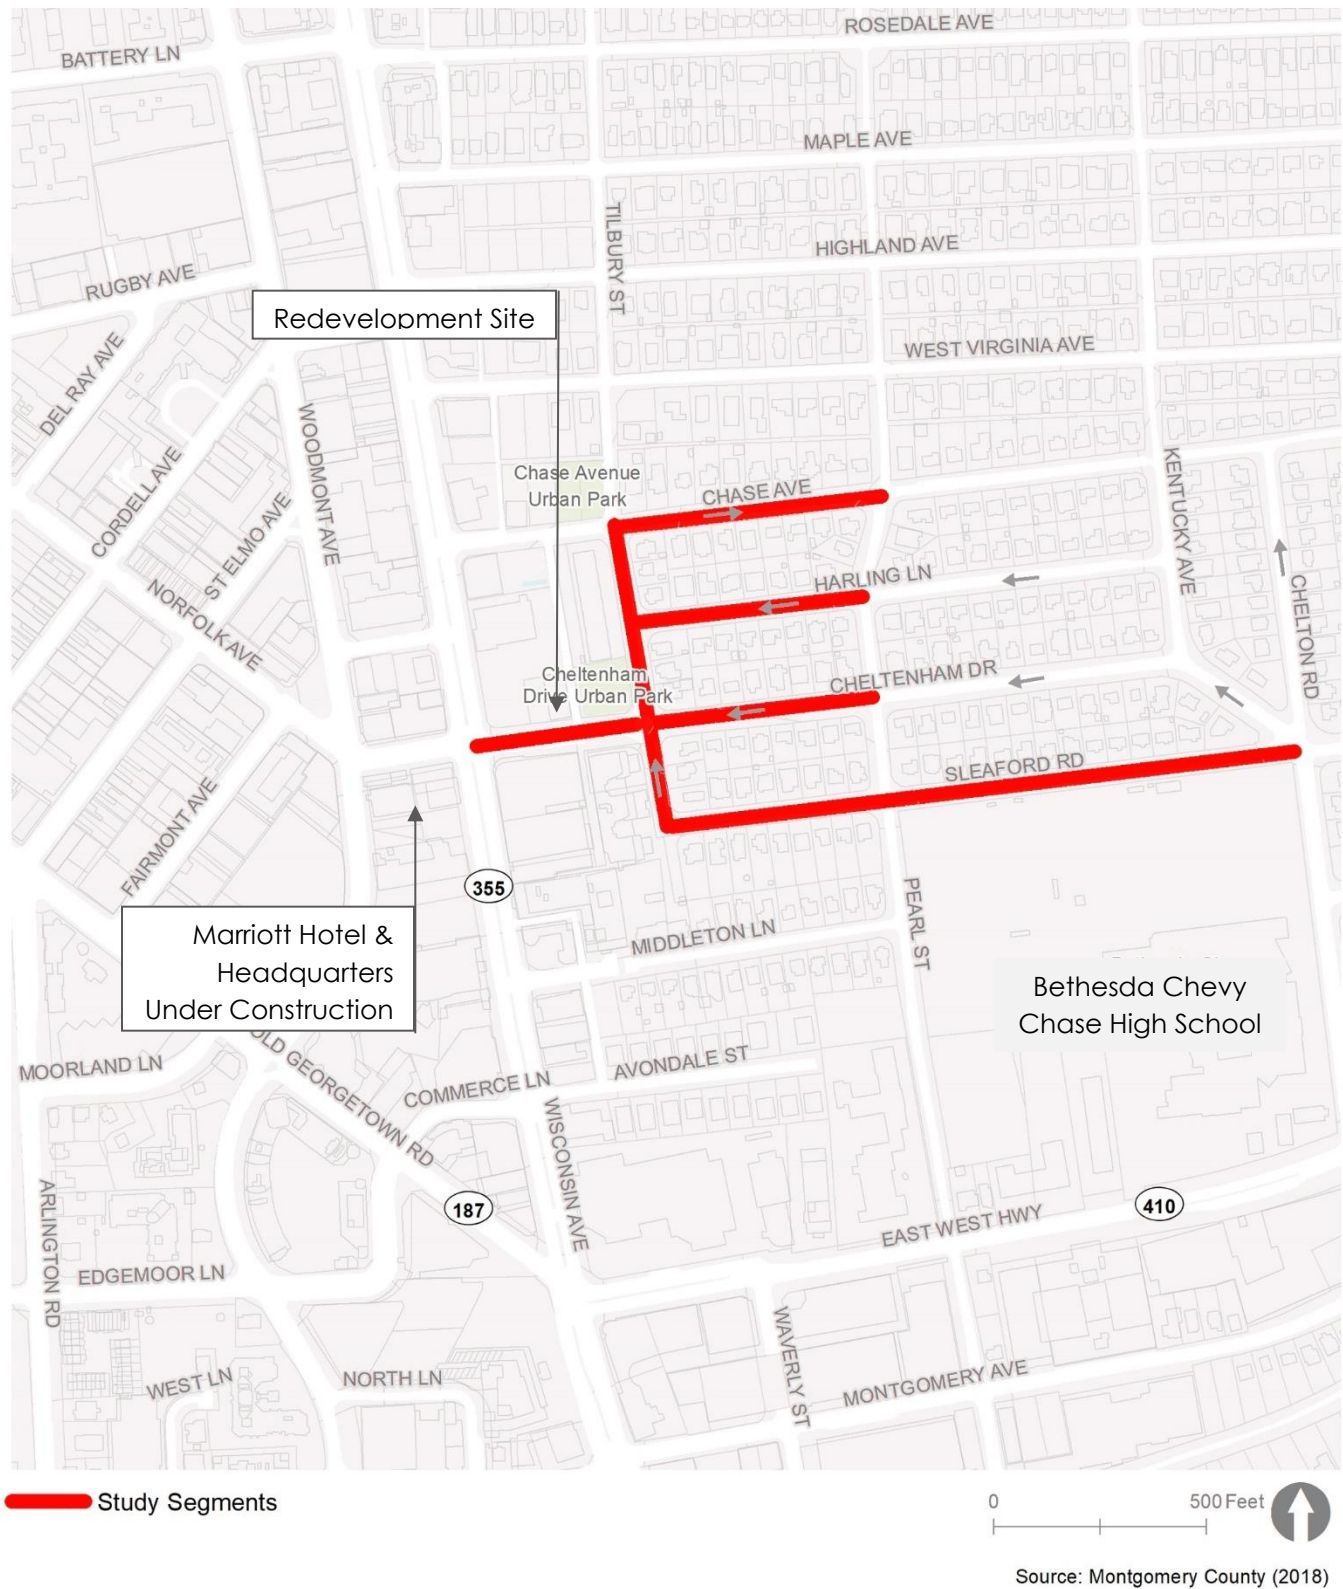 ROSEDALE AVE
BATTERY LN
MAPLE AVE
TILBURY ST
HIGHLAND AVE
RUGBY AVE
Redevelopment Site
DEL RAY AVE
WEST VIRGINIA AVE
WOODMONT AVE
CORDELL AVE
ST ELMO AVE
Chase Avenue
Urban Park
CHASE AVE
KENTUCKY AVE
NORFOLK AVE
HARLING LN
CHELTON RD
Cheltenham
Drive Urban Park
CHELTENHAM DR
SLEAFORD RD
FAIRMONT AVE
355
PEARL ST
Marriott Hotel &
Headquarters
Under Construction
MIDDLETON LN
Bethesda Chevy
Chase High School
OLD GEORGETOWN RD
MOORLAND LN
COMMERCE LN
AVONDALE ST
WISCONSIN AVE
ARLINGTON RD
187
410
EAST WEST HWY
EDGEMOOR LN
WAVERLY ST
WEST LN
NORTH LN
MONTGOMERY AVE
Study Segments
0
500 Feet
Source: Montgomery County (2018)